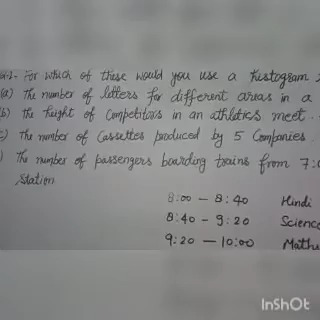 For which of these would you use a histogram
(a) The number of letters for different areas in a
(b) the height of Competitors in an athletics meet.
The number of Cassettes produced by 5 Companies.
The number of passengers boarding trains from 7:0
Station
8:00 - 8:40 Hindi
8:40 - 9:20 Science
9:20 - 10:00 Math
InShOt